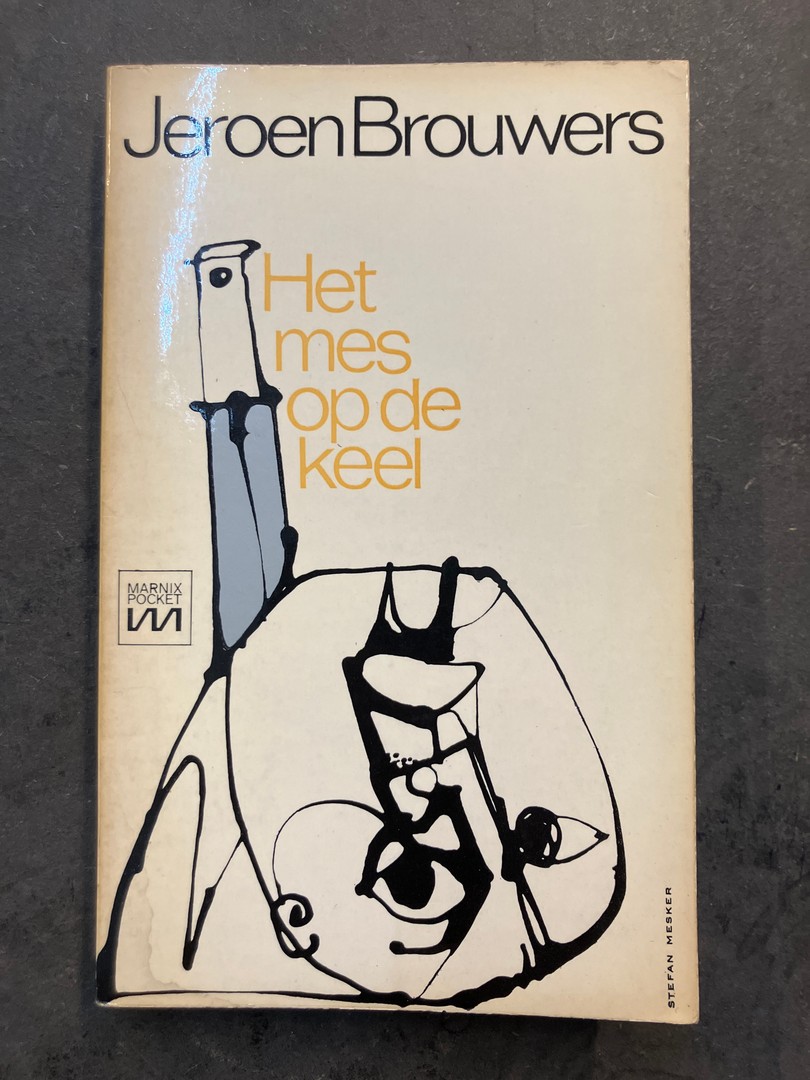 Jeroen Brouwers
Het
mes
op de
keel
MARNIX
POCKET
STEFAN MESKER